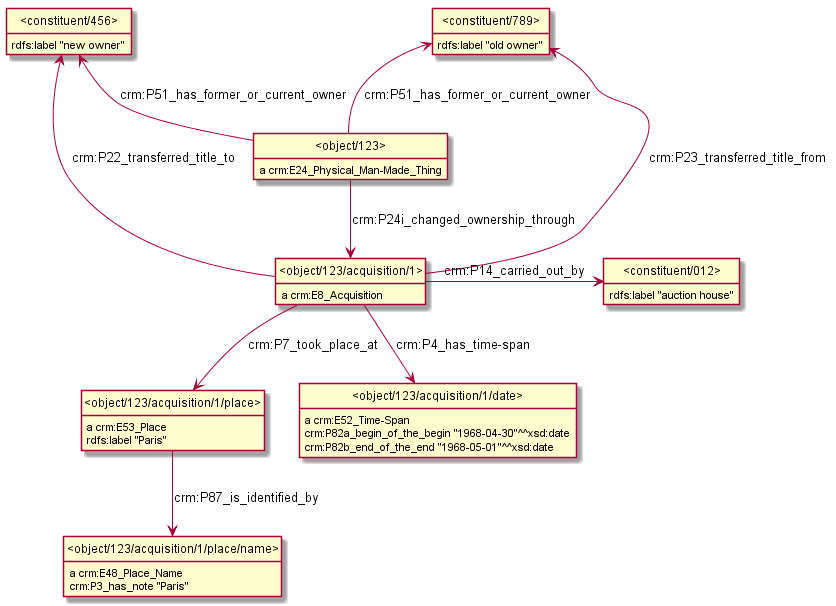 <constituent/456>
rdfs:label "new owner"
<constituent/789>
rdfs:label "old owner"
crm:P51_has_former_or_current_owner
crm:P51_has_former_or_current_owner
<object/123>
a crm:E24_Physical_Man-Made_Thing
crm:P22_transferred_title_to
crm:P23_transferred_title_from
crm:P24i_changed_ownership_through
<object/123/acquisition/1>
a crm:E8_Acquisition
crm:P14_carried_out_by
<constituent/012>
rdfs:label "auction house"
crm:P7_took_place_at
crm:P4_has_time-span
<object/123/acquisition/1/place>
a crm:E53_Place
rdfs:label "Paris"
<object/123/acquisition/1/date>
a crm:E52_Time-Span
crm:P82a_begin_of_the_begin "1968-04-30"^^xsd:date
crm:P82b_end_of_the_end "1968-05-01"^^xsd:date
crm:P87_is_identified_by
<object/123/acquisition/1/place/name>
a crm:E48_Place_Name
crm:P3_has_note "Paris"